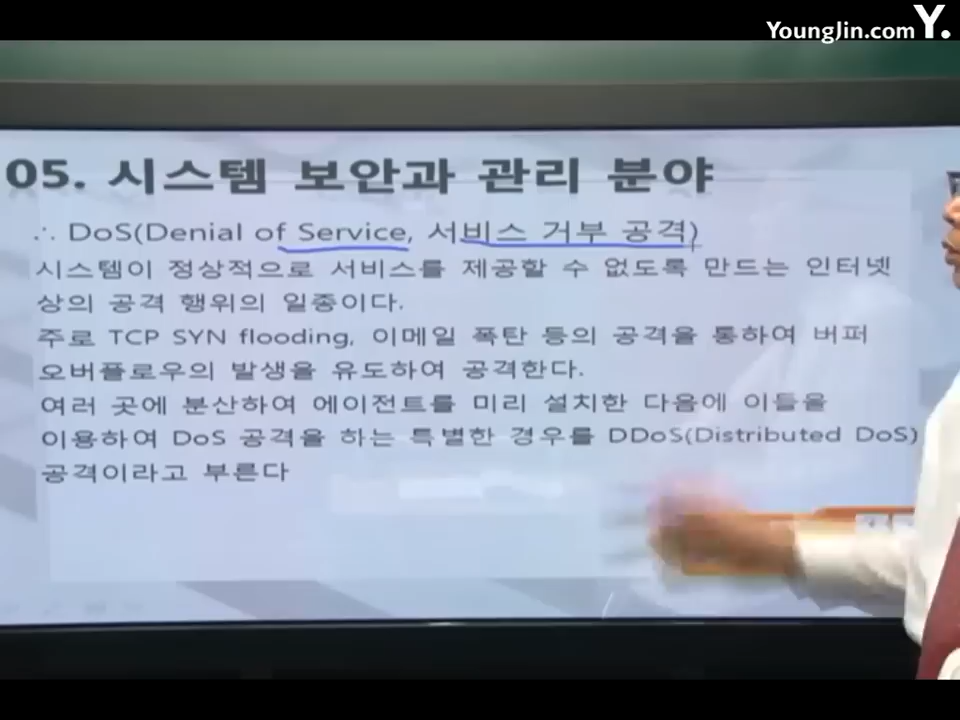 YoungJin.com Y.
05. 시스템 보안과 관리 분야
∴ DoS(Denial of Service, 서비스 거부 공격)
시스템이 정상적으로 서비스를 제공할 수 없도록 만드는 인터넷
상의 공격 행위의 일종이다.
주로 TCP SYN flooding, 이메일 폭탄 등의 공격을 통하여 버퍼
오버플로우의 발생을 유도하여 공격한다.
여러 곳에 분산하여 에이전트를 미리 설치한 다음에 이들을
이용하여 DoS 공격을 하는 특별한 경우를 DDoS(Distributed DoS)
공격이라고 부른다